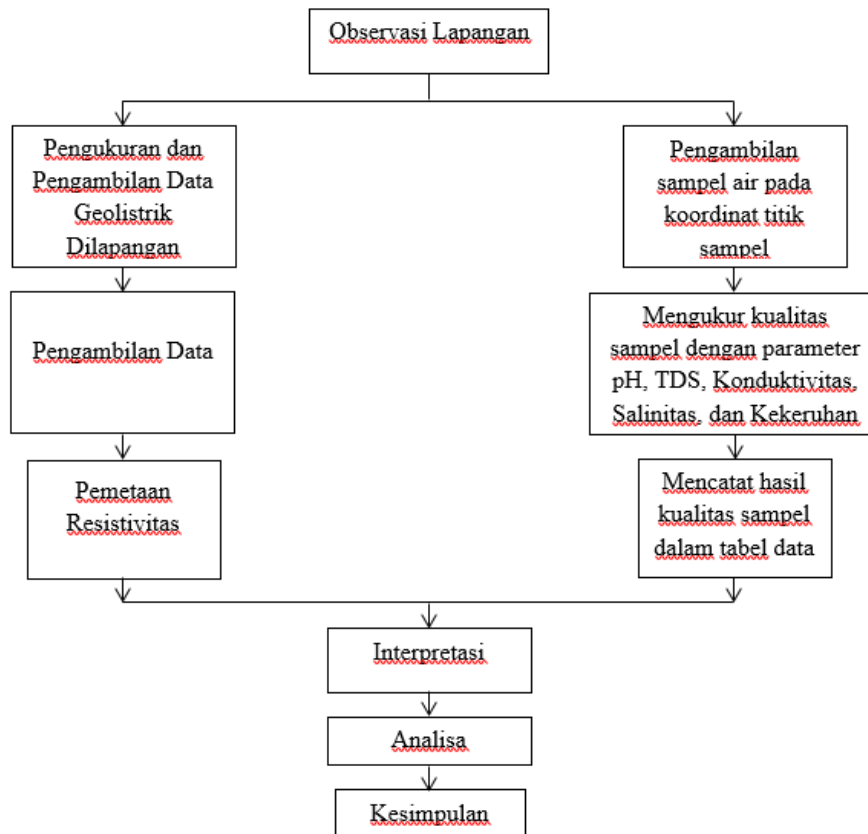 Observasi Lapangan
Pengukuran dan
Pengambilan Data
Geolistrik
Dilapangan
Pengambilan Data
Pemetaan
Resistivitas
Pengambilan
sampel air pada
koordinat titik
sampel
Mengukur kualitas
sampel dengan parameter
pH, TDS, Konduktivitas,
Salinitas, dan Kekeruhan
Mencatat hasil
kualitas sampel
dalam tabel data
Interpretasi
Analisa
Kesimpulan